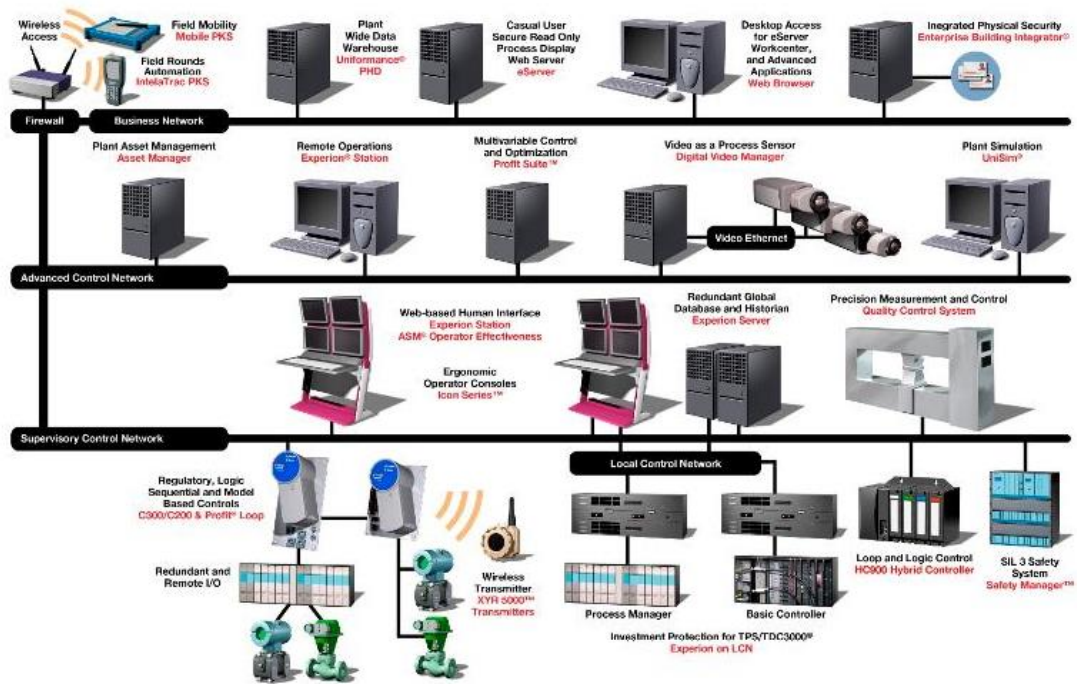 Wireless
Access
Field Mobility
Mobile PKS
Field Rounds
Automation
IntelaTrac PKS
Plant
Wide Data
Warehouse
Uniformance®
PHD
Casual User
Secure Read Only
Process Display
Web Server
eServer
Desktop Access
for eServer
Workcenter,
and Advanced
Applications
Web Browser
Inegrated Physical Security
Enterprise Building Integrator®
Firewall
Business Network
Plant Asset Management
Asset Manager
Remote Operations
Experion® Station
Multivariable Control
and Optimization
Profit Suite™
Video as a Process Sensor
Digital Video Manager
Plant Simulation
UniSim®
Video Ethernet
Advanced Control Network
Web-based Human Interface
Experion Station
ASM® Operator Effectiveness
Ergonomic
Operator Consoles
Icon Series™
Redundant Global
Database and Historian
Experion Server
Precision Measurement and Control
Quality Control System
Supervisory Control Network
Local Control Network
Regulatory, Logic
Sequential and Model
Based Controls
C300/C200 & Profit® Loop
Redundant and
Remote I/O
Wireless
Transmitter
XYR 5000™
Transmitters
Process Manager
Basic Controller
Investment Protection for TPS/TDC3000®
Experion on LCN
Loop and Logic Control
HC900 Hybrid Controller
SIL 3 Safety
System
Safety Manager™